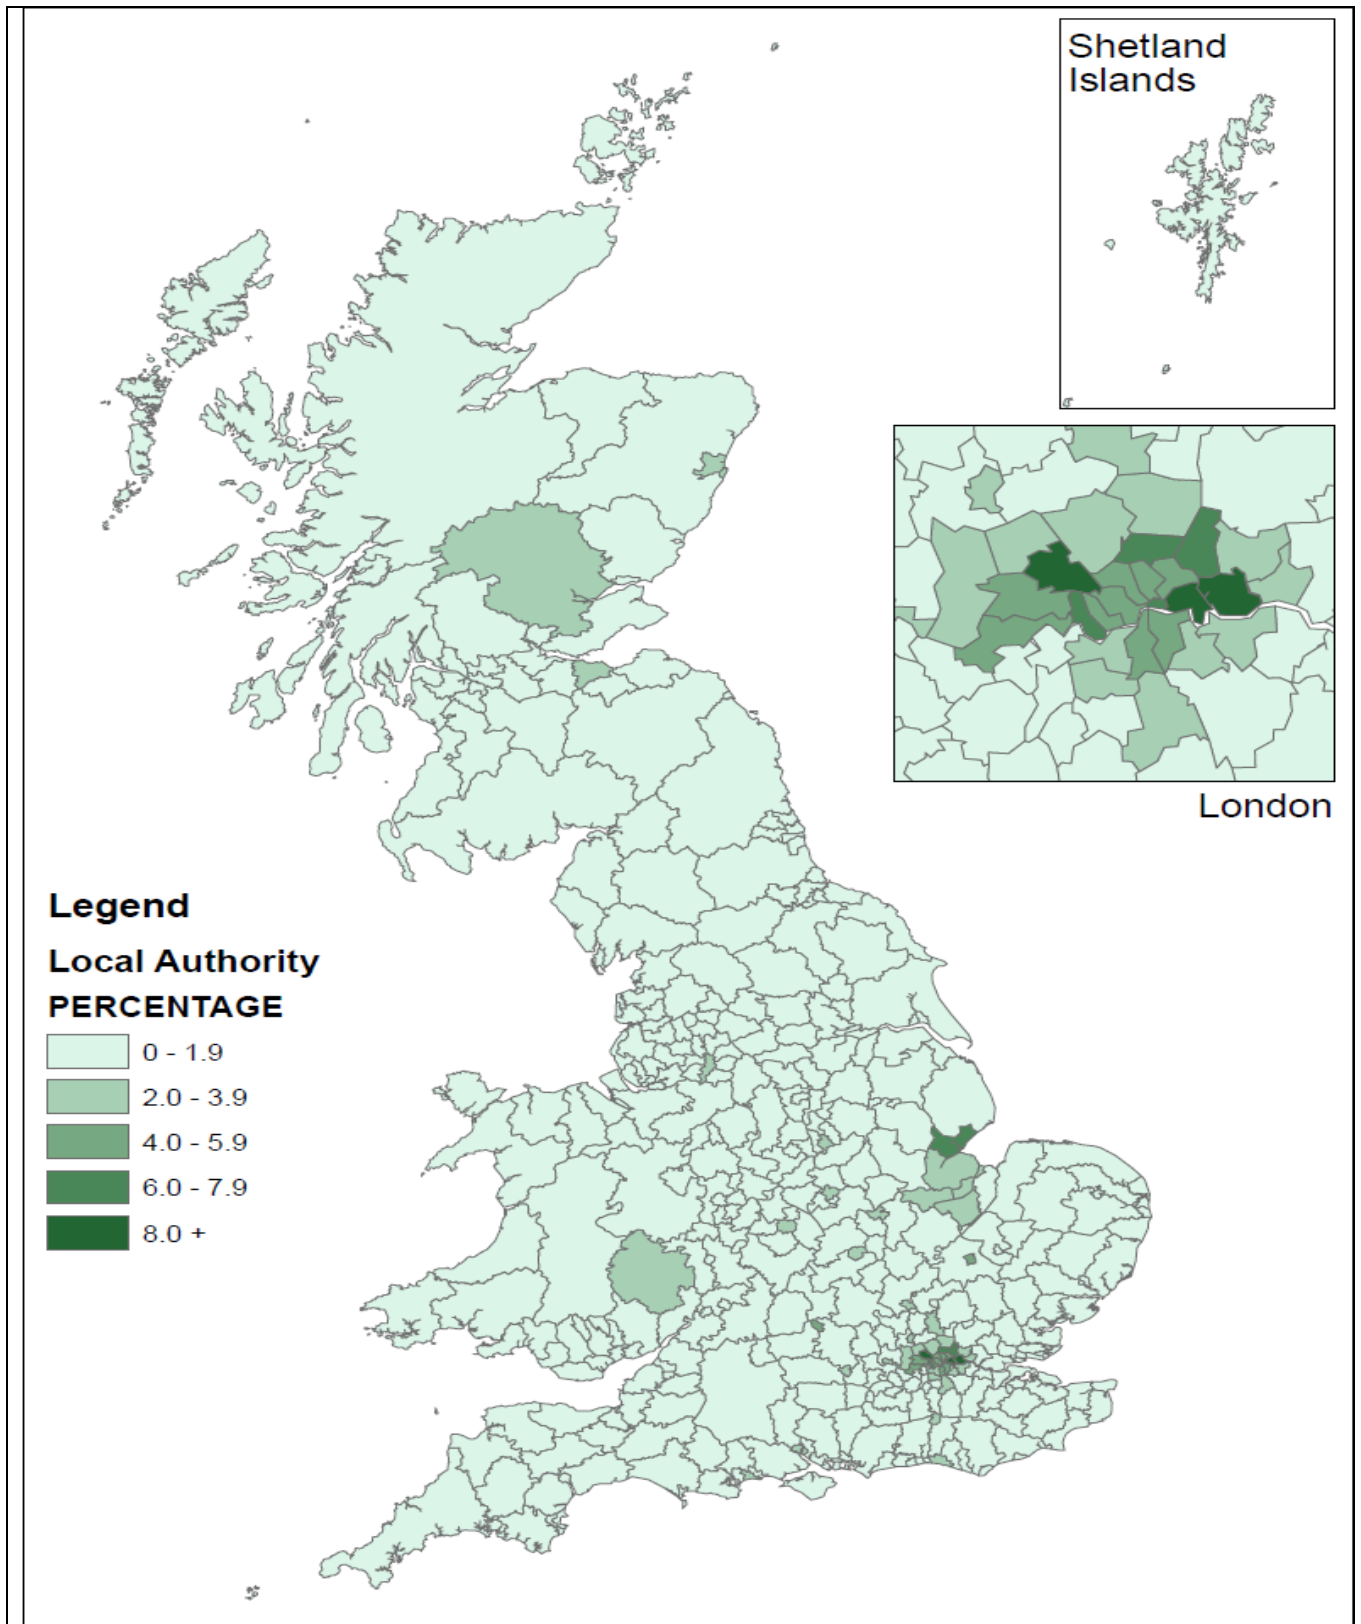 Shetland
Islands
London
Legend
Local Authority
PERCENTAGE
0 - 1.9
2.0 - 3.9
4.0 - 5.9
6.0 - 7.9
8.0 +